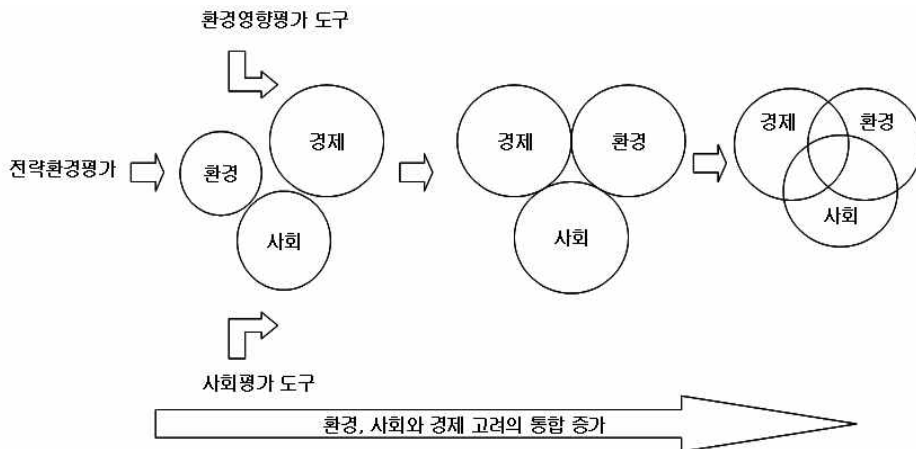 환경영향평가 도구
경제
전략환경평가
환경
사회
경제
환경
사회
경제
환경
사회
사회평가 도구
환경, 사회와 경제 고려의 통합 증가